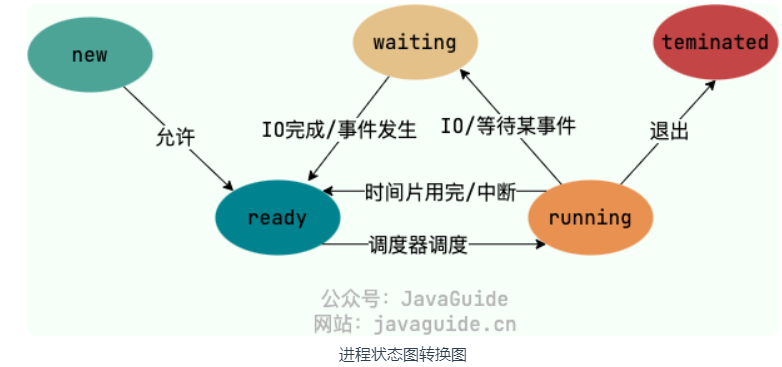 new
waiting
teminated
允许
IO完成/事件发生
IO/等待某事件
退出
时间片用完/中断
ready
running
调度器调度
公众号：JavaGuide
网站：javaguide.cn
进程状态图转换图